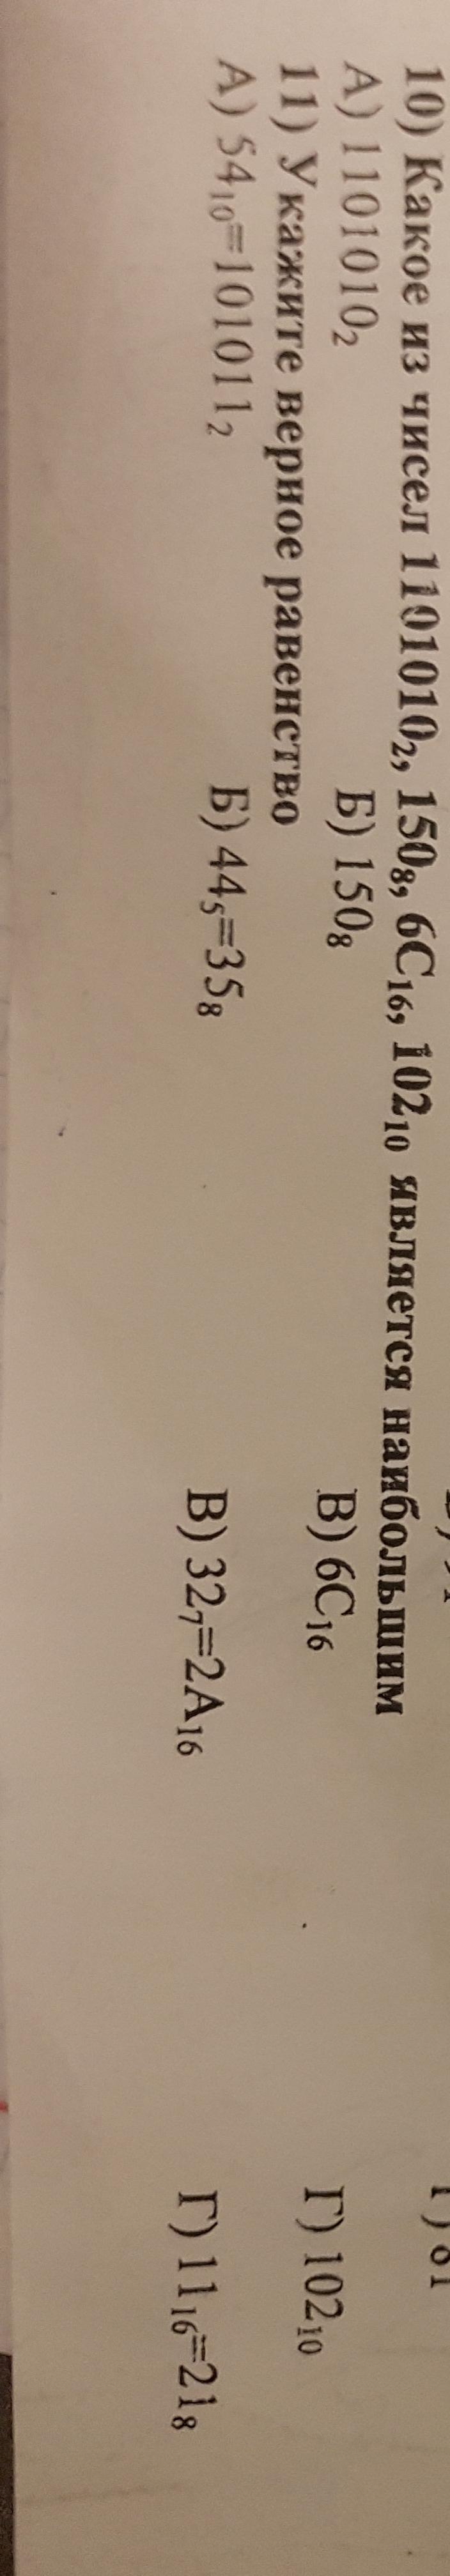 10) Какое из чисел 1101010₂, 150₈, 6C₁₆, 102₁₀ является наибольшим
А) 1101010₂ Б) 150₈ В) 6C₁₆ Г) 102₁₀
11) Укажите верное равенство
А) 54₁₀=101011₂ Б) 44₅=35₈ В) 32₇=2A₁₆ Г) 11₁₆=21₈